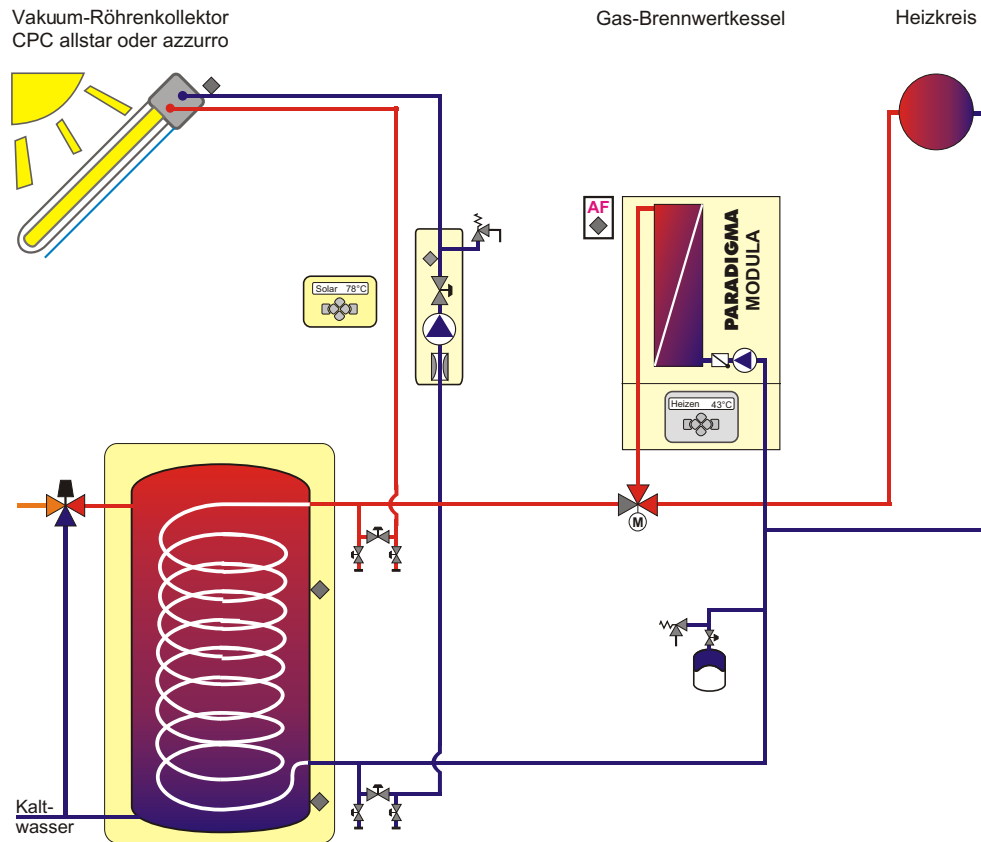 Vakuum-Röhrenkollektor
CPC allstar oder azzurro
Gas-Brennwertkessel
Heizkreis
AF
PARADIGMA
MODULA
Solar 78°C
Heizen 43°C
M
Kalt-
wasser